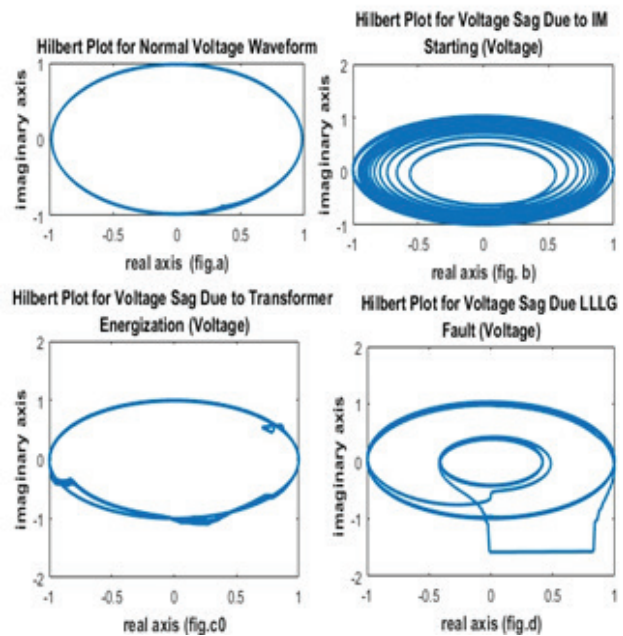 Hilbert Plot for Normal Voltage Waveform
1
0
-1
-1 -0.5 0 0.5 1
imaginary axis
real axis (fig.a)
Hilbert Plot for Voltage Sag Due to IM
Starting (Voltage)
2
1
0
-1
-1 -0.5 0 0.5 1
imaginary axis
real axis (fig. b)
Hilbert Plot for Voltage Sag Due to Transformer
Energization (Voltage)
2
1
0
-1
-2
-1 -0.5 0 0.5 1
imaginary axis
real axis (fig.c0
Hilbert Plot for Voltage Sag Due LLLG
Fault (Voltage)
2
1
0
-1
-2
-1 -0.5 0 0.5 1
imaginary axis
real axis (fig.d)